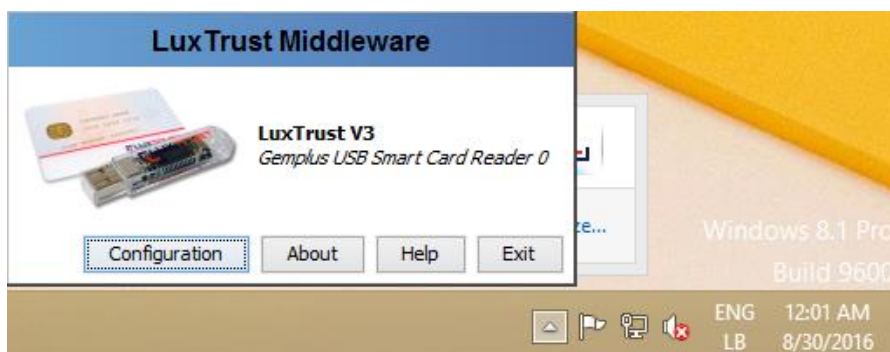 LuxTrust Middleware
LuxTrust V3
Gemplus USB Smart Card Reader 0
Configuration
About
Help
Exit
ze...
Windows 8.1 Pro
Build 9600
ENG
12:01 AM
LB
8/30/2016